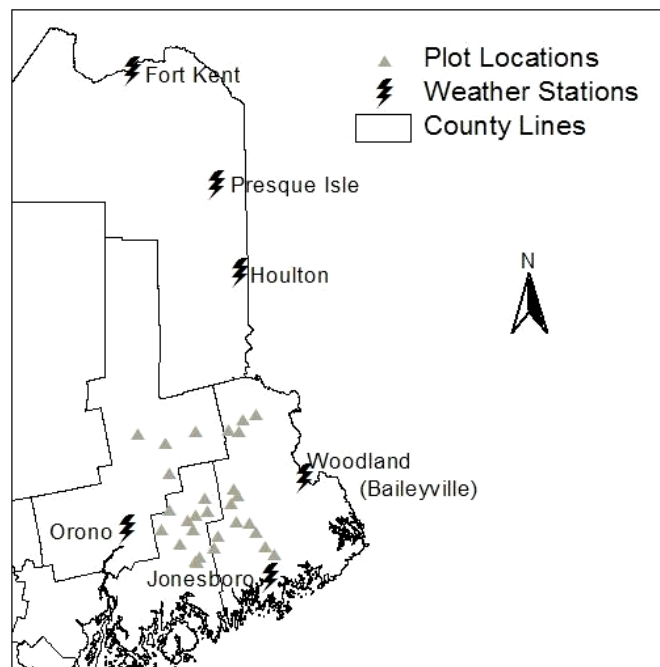 Plot Locations
Fort Kent
Weather Stations
County Lines
Presque Isle
N
Houlton
Woodland
(Baileyville)
Orono
Jonesboro